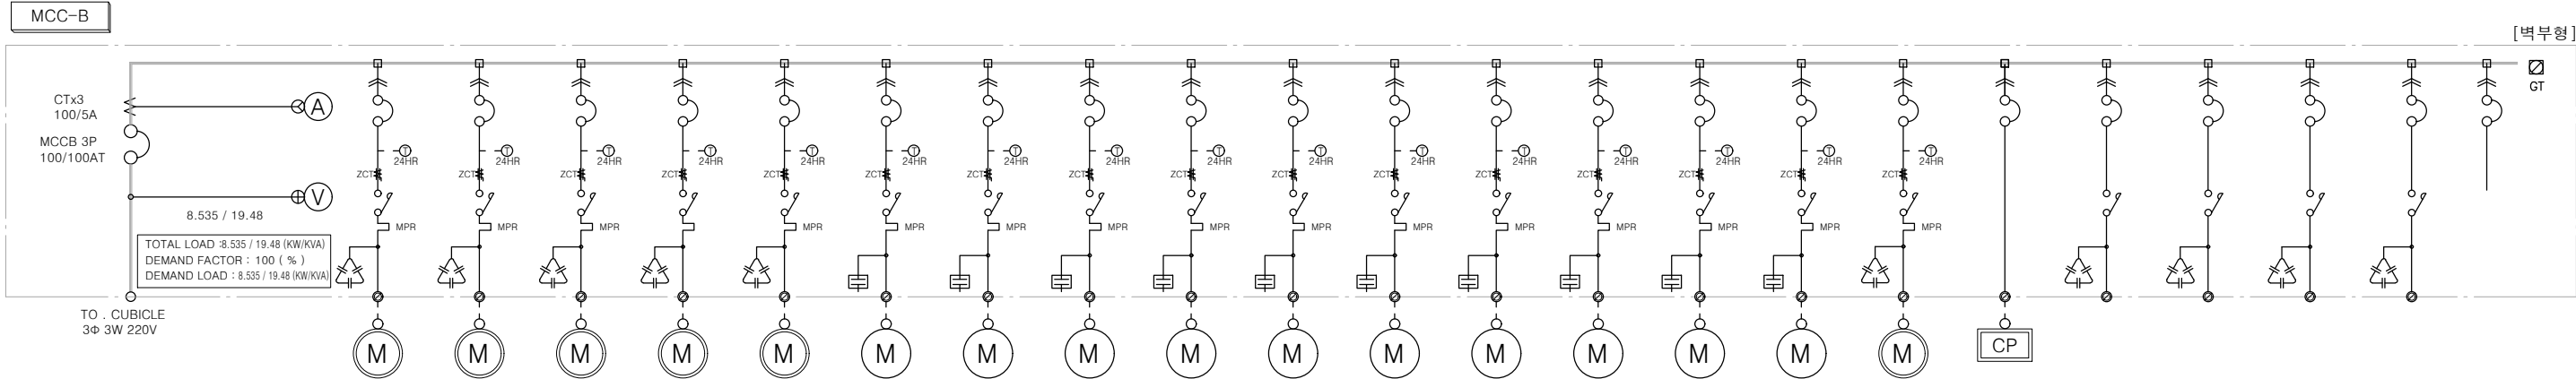 MCC-B
[벽부형]
GT
CTx3
100/5A
A
MCCB 3P
100/100AT
T T T T T T T T T T T T T T T T
24HR 24HR 24HR 24HR 24HR 24HR 24HR 24HR 24HR 24HR 24HR 24HR 24HR 24HR 24HR 24HR
ZCT ZCT ZCT ZCT ZCT ZCT ZCT ZCT ZCT ZCT ZCT ZCT ZCT ZCT ZCT ZCT
V
8.535 / 19.48
MPR MPR MPR MPR MPR MPR MPR MPR MPR MPR MPR MPR MPR MPR MPR MPR
TOTAL LOAD :8.535 / 19.48 (KW/KVA)
DEMAND FACTOR : 100 ( % )
DEMAND LOAD : 8.535 / 19.48 (KW/KVA)
TO . CUBICLE
3Φ 3W 220V
M M M M M M M M M M M M M M M M CP